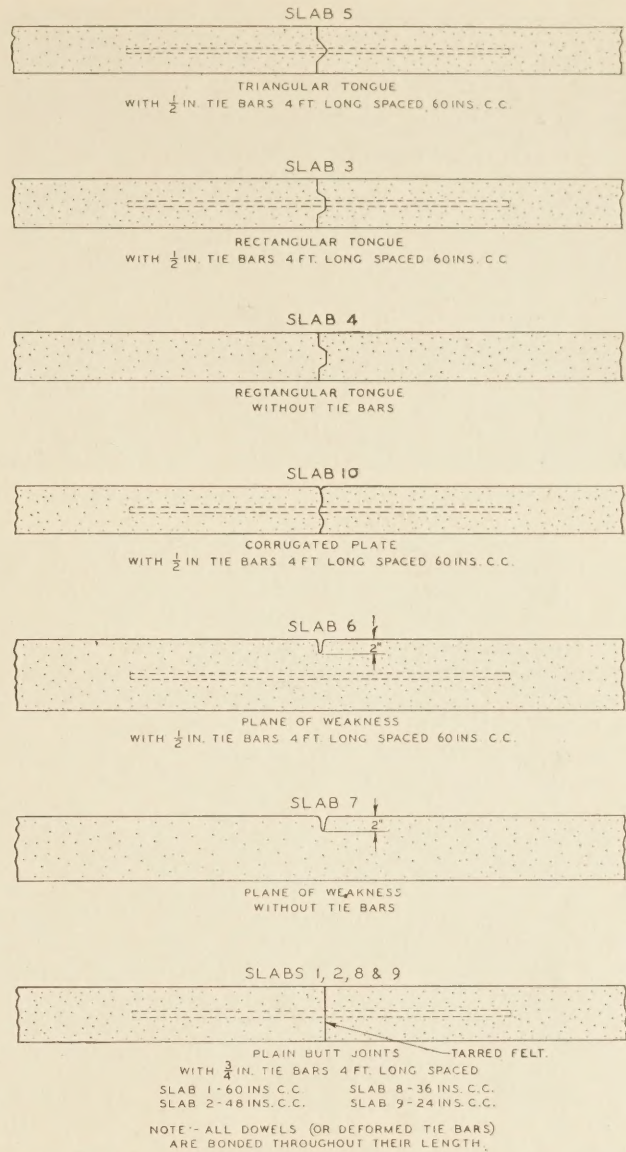 SLAB 5
TRIANGULAR TONGUE
WITH 1/2 IN. TIE BARS 4 FT LONG SPACED 60 INS. C.C.
SLAB 3
RECTANGULAR TONGUE
WITH 1/2 IN. TIE BARS 4 FT. LONG SPACED 60 INS. C C
SLAB 4
REGTANGULAR TONGUE
WITHOUT TIE BARS
SLAB 10
CORRUGATED PLATE
WITH 1/2 IN TIE BARS 4 FT LONG SPACED 60 INS. C.C.
SLAB 6
2"
PLANE OF WEAKNESS
WITH 1/2 IN. TIE BARS 4 FT. LONG SPACED 60 INS. C.C.
SLAB 7
2"
PLANE OF WEAKNESS
WITHOUT TIE BARS
SLABS 1, 2, 8 & 9
PLAIN BUTT JOINTS TARRED FELT.
WITH 3/4 IN. TIE BARS 4 FT. LONG SPACED
SLAB 1 - 60 INS C.C. SLAB 8 - 36 INS. C.C.
SLAB 2 - 48 INS. C.C. SLAB 9 - 24 INS. C.C.
NOTE:- ALL DOWELS (OR DEFORMED TIE BARS)
ARE BONDED THROUGHOUT THEIR LENGTH.